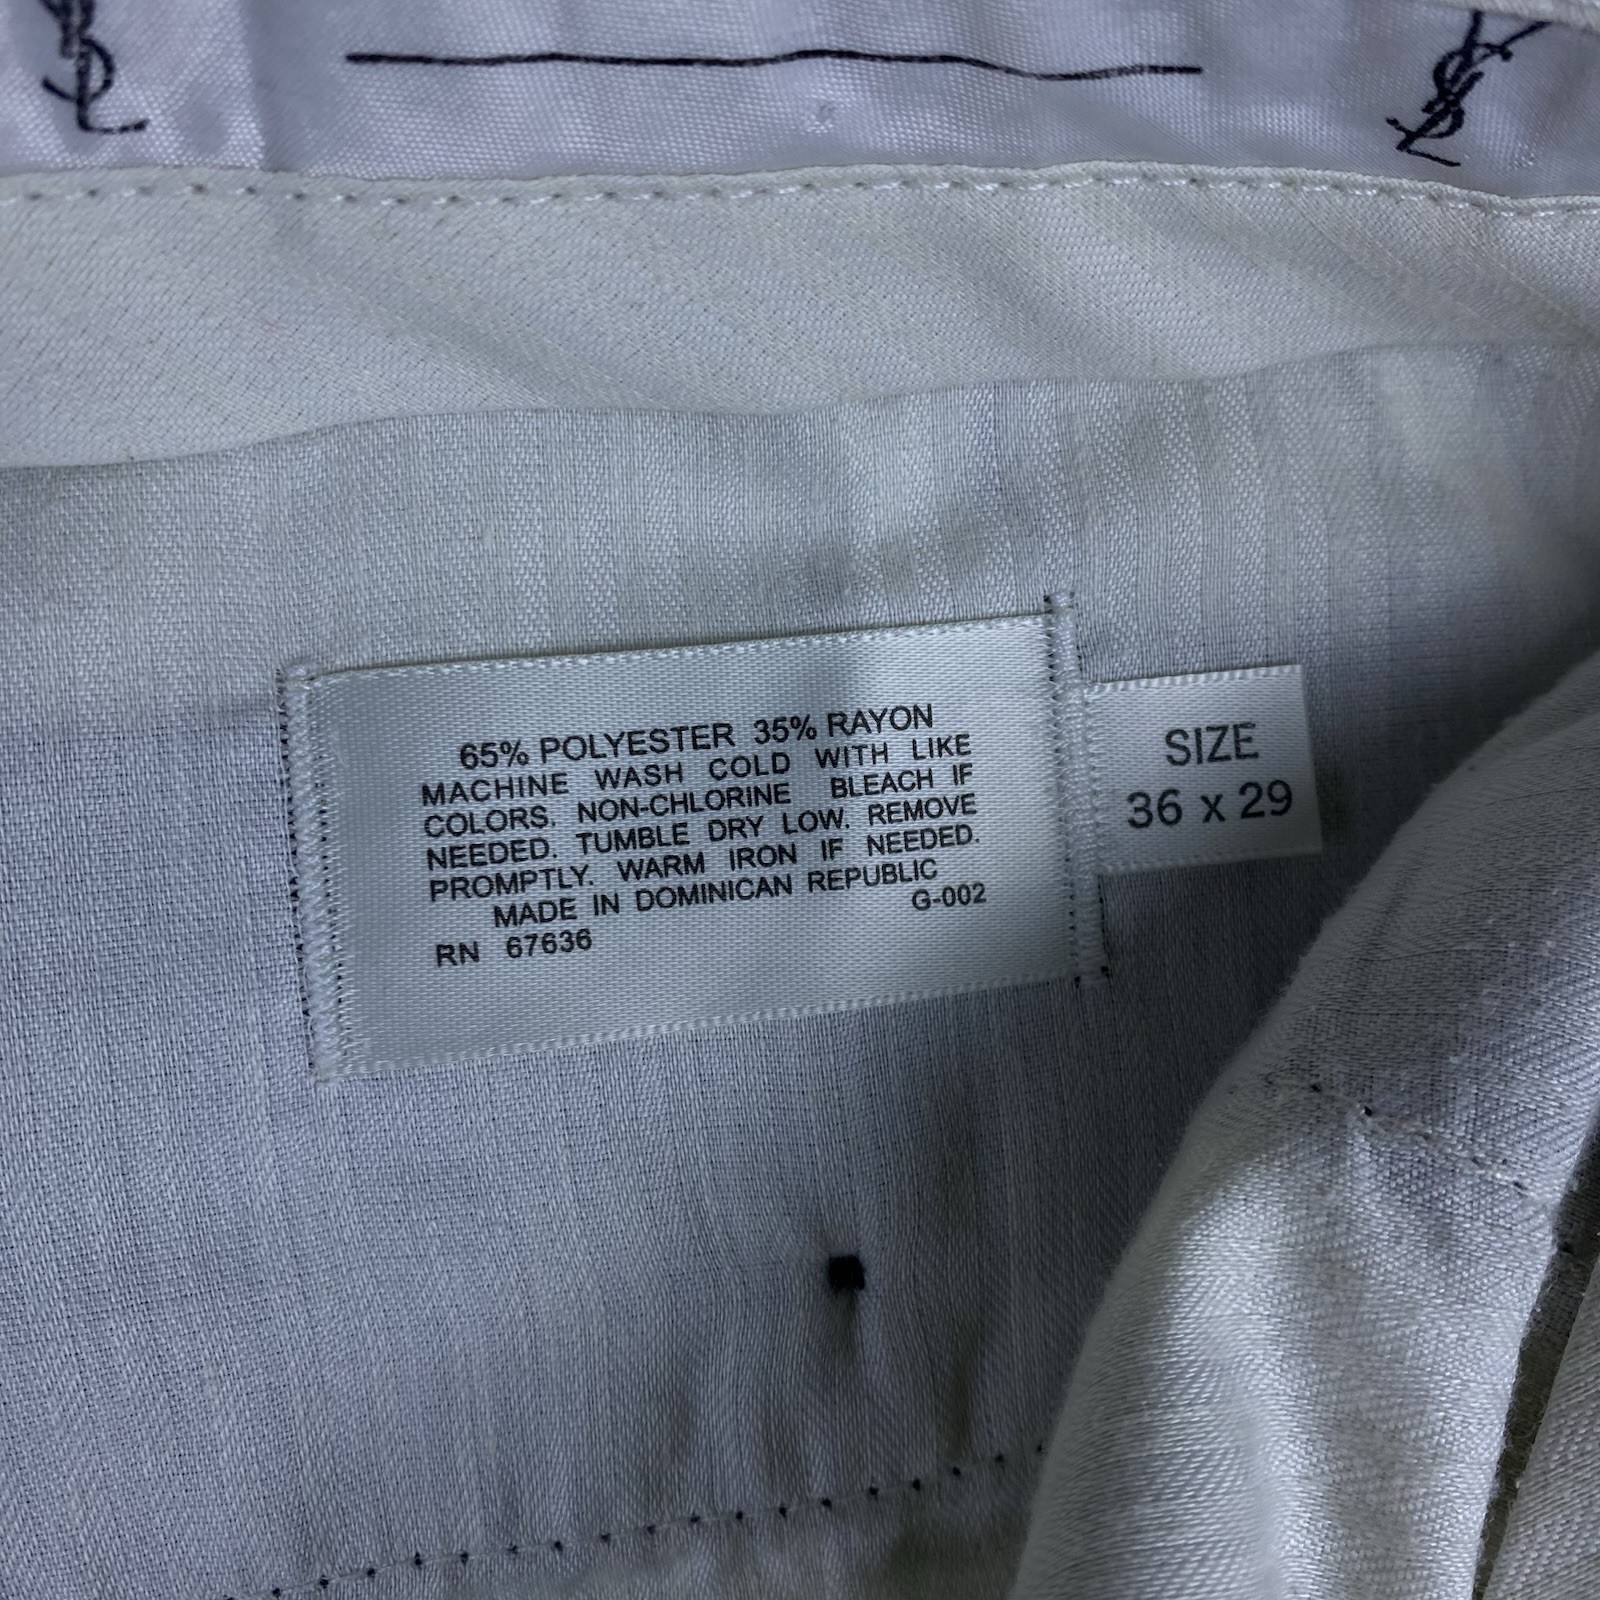 YSL
YSL
65% POLYESTER 35% RAYON
MACHINE WASH COLD WITH LIKE
COLORS. NON-CHLORINE BLEACH IF
NEEDED. TUMBLE DRY LOW. REMOVE
PROMPTLY. WARM IRON IF NEEDED.
MADE IN DOMINICAN REPUBLIC
G-002
RN 67636
SIZE
36 x 29